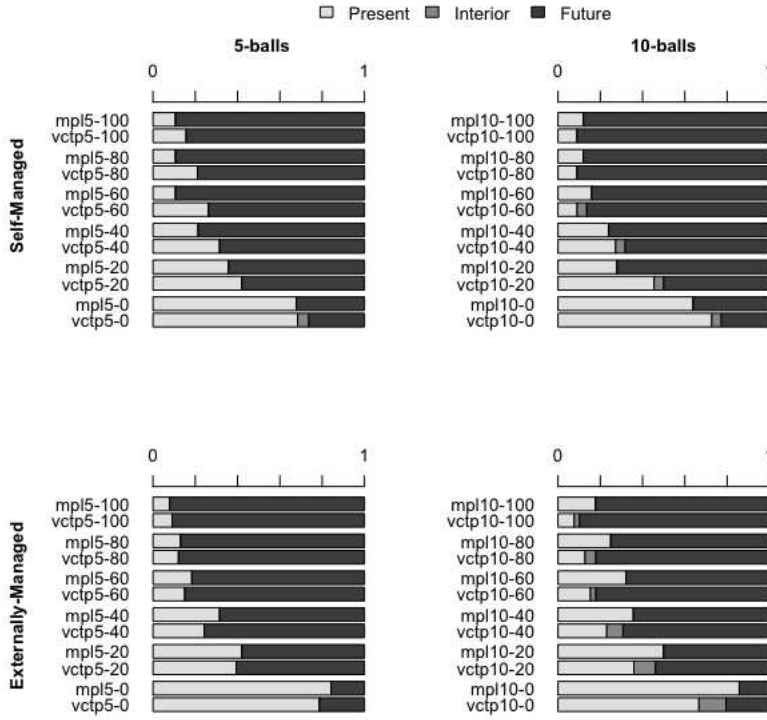 Present Interior Future
5-balls 10-balls
0 1 0 1
Self-Managed
mpl5-100 mpl10-100
vctp5-100 vctp10-100
mpl5-80 mpl10-80
vctp5-80 vctp10-80
mpl5-60 mpl10-60
vctp5-60 vctp10-60
mpl5-40 mpl10-40
vctp5-40 vctp10-40
mpl5-20 mpl10-20
vctp5-20 vctp10-20
mpl5-0 mpl10-0
vctp5-0 vctp10-0
0 1 0 1
Externally-Managed
mpl5-100 mpl10-100
vctp5-100 vctp10-100
mpl5-80 mpl10-80
vctp5-80 vctp10-80
mpl5-60 mpl10-60
vctp5-60 vctp10-60
mpl5-40 mpl10-40
vctp5-40 vctp10-40
mpl5-20 mpl10-20
vctp5-20 vctp10-20
mpl5-0 mpl10-0
vctp5-0 vctp10-0